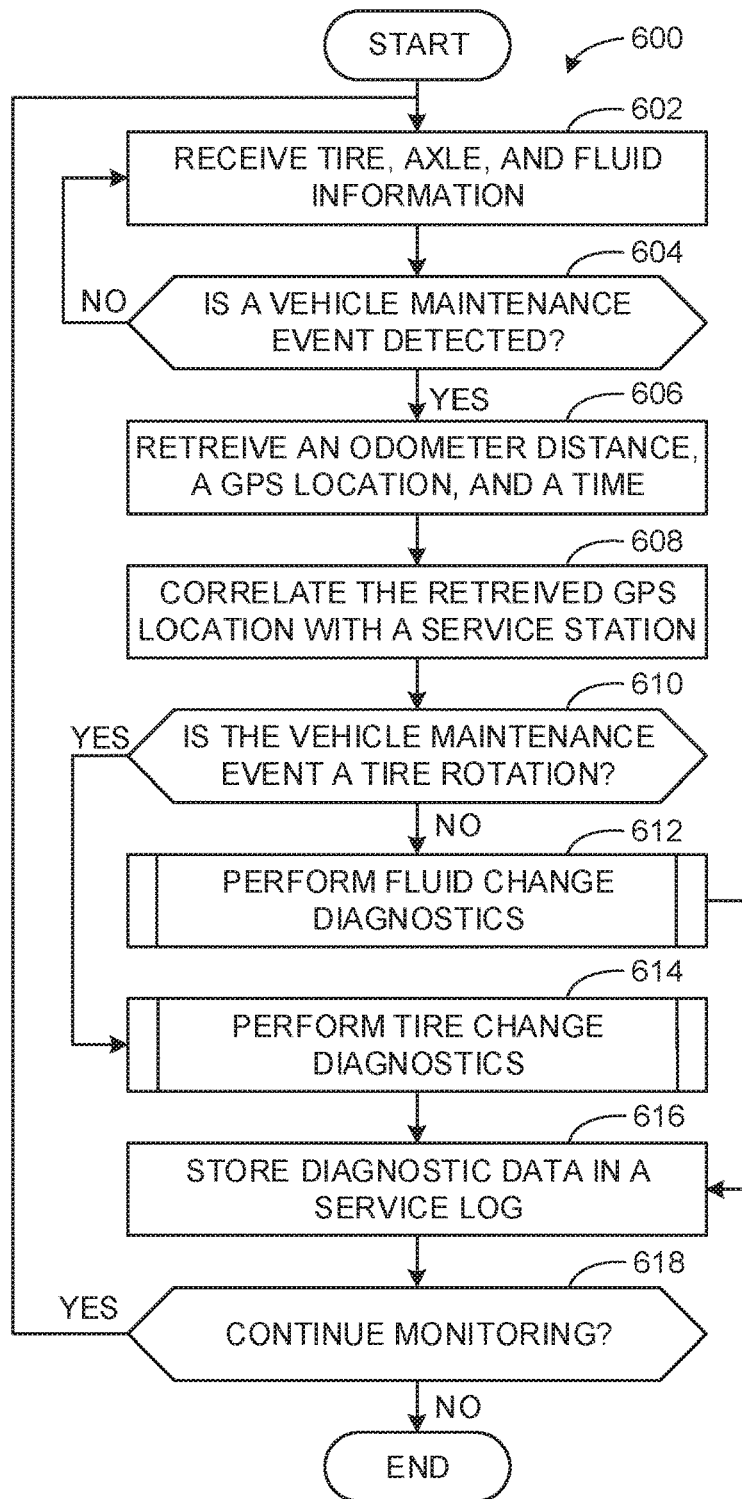 START
600
602
RECEIVE TIRE, AXLE, AND FLUID
INFORMATION
604
NO
IS A VEHICLE MAINTENANCE
EVENT DETECTED?
YES
606
RETREIVE AN ODOMETER DISTANCE,
A GPS LOCATION, AND A TIME
608
CORRELATE THE RETREIVED GPS
LOCATION WITH A SERVICE STATION
610
YES
IS THE VEHICLE MAINTENANCE
EVENT A TIRE ROTATION?
NO
612
PERFORM FLUID CHANGE
DIAGNOSTICS
614
PERFORM TIRE CHANGE
DIAGNOSTICS
616
STORE DIAGNOSTIC DATA IN A
SERVICE LOG
618
YES
CONTINUE MONITORING?
NO
END